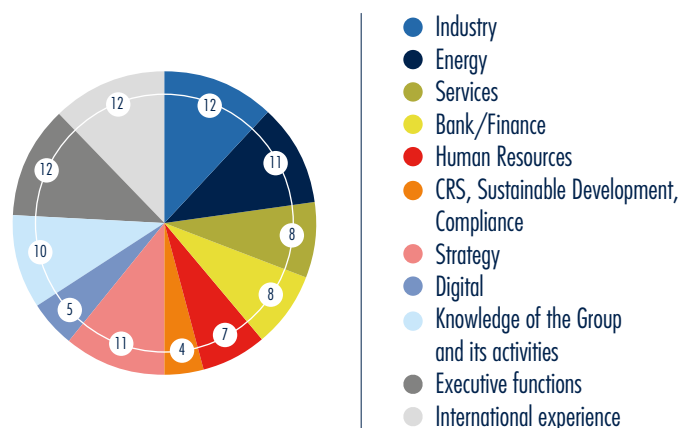 12
11
8
8
7
4
11
5
10
12
12
Industry
Energy
Services
Bank/Finance
Human Resources
CRS, Sustainable Development,
Compliance
Strategy
Digital
Knowledge of the Group
and its activities
Executive functions
International experience